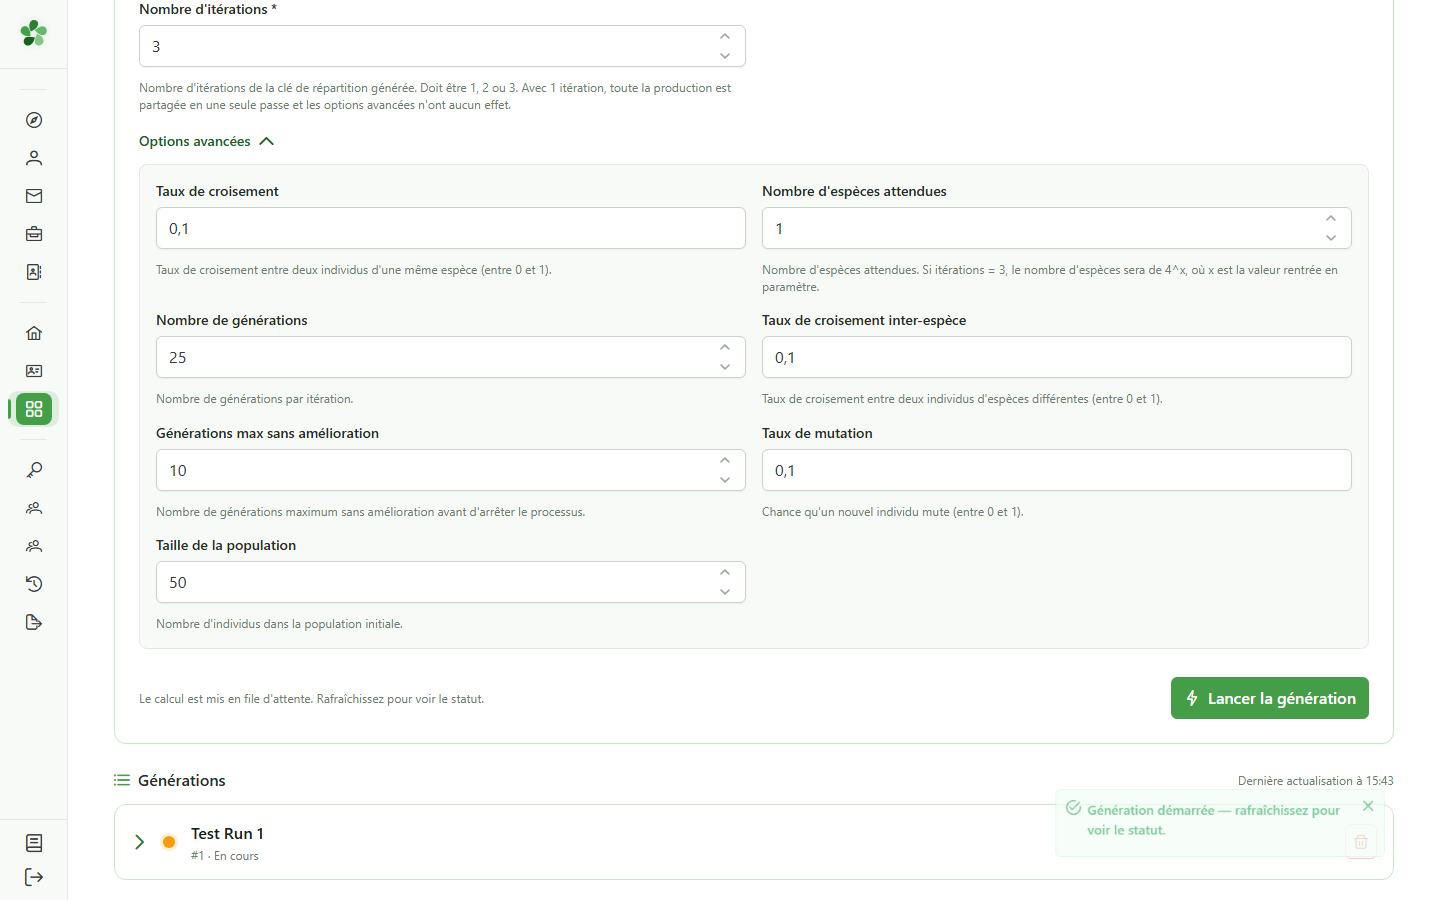 Nombre d'itérations *
3
Nombre d'itérations de la clé de répartition générée. Doit être 1, 2 ou 3. Avec 1 itération, toute la production est
partagée en une seule passe et les options avancées n'ont aucun effet.
Options avancées
Taux de croisement
0,1
Taux de croisement entre deux individus d'une même espèce (entre 0 et 1).
Nombre d'espèces attendues
1
Nombre d'espèces attendues. Si itérations = 3, le nombre d'espèces sera de 4^x, où x est la valeur rentrée en
paramètre.
Nombre de générations
25
Nombre de générations par itération.
Taux de croisement inter-espèce
0,1
Taux de croisement entre deux individus d'espèces différentes (entre 0 et 1).
Générations max sans amélioration
10
Nombre de générations maximum sans amélioration avant d'arrêter le processus.
Taux de mutation
0,1
Chance qu'un nouvel individu mute (entre 0 et 1).
Taille de la population
50
Nombre d'individus dans la population initiale.
Le calcul est mis en file d'attente. Rafraîchissez pour voir le statut.
Lancer la génération
Générations
Dernière actualisation à 15:43
Génération démarrée — rafraîchissez pour
voir le statut.
Test Run 1
#1 · En cours